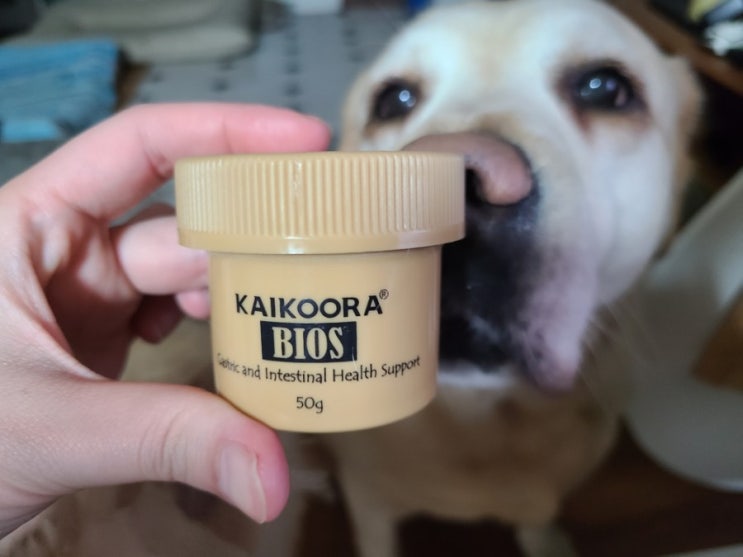 KAIKOORA®
BIOS
Gastric and Intestinal Health Support
50g